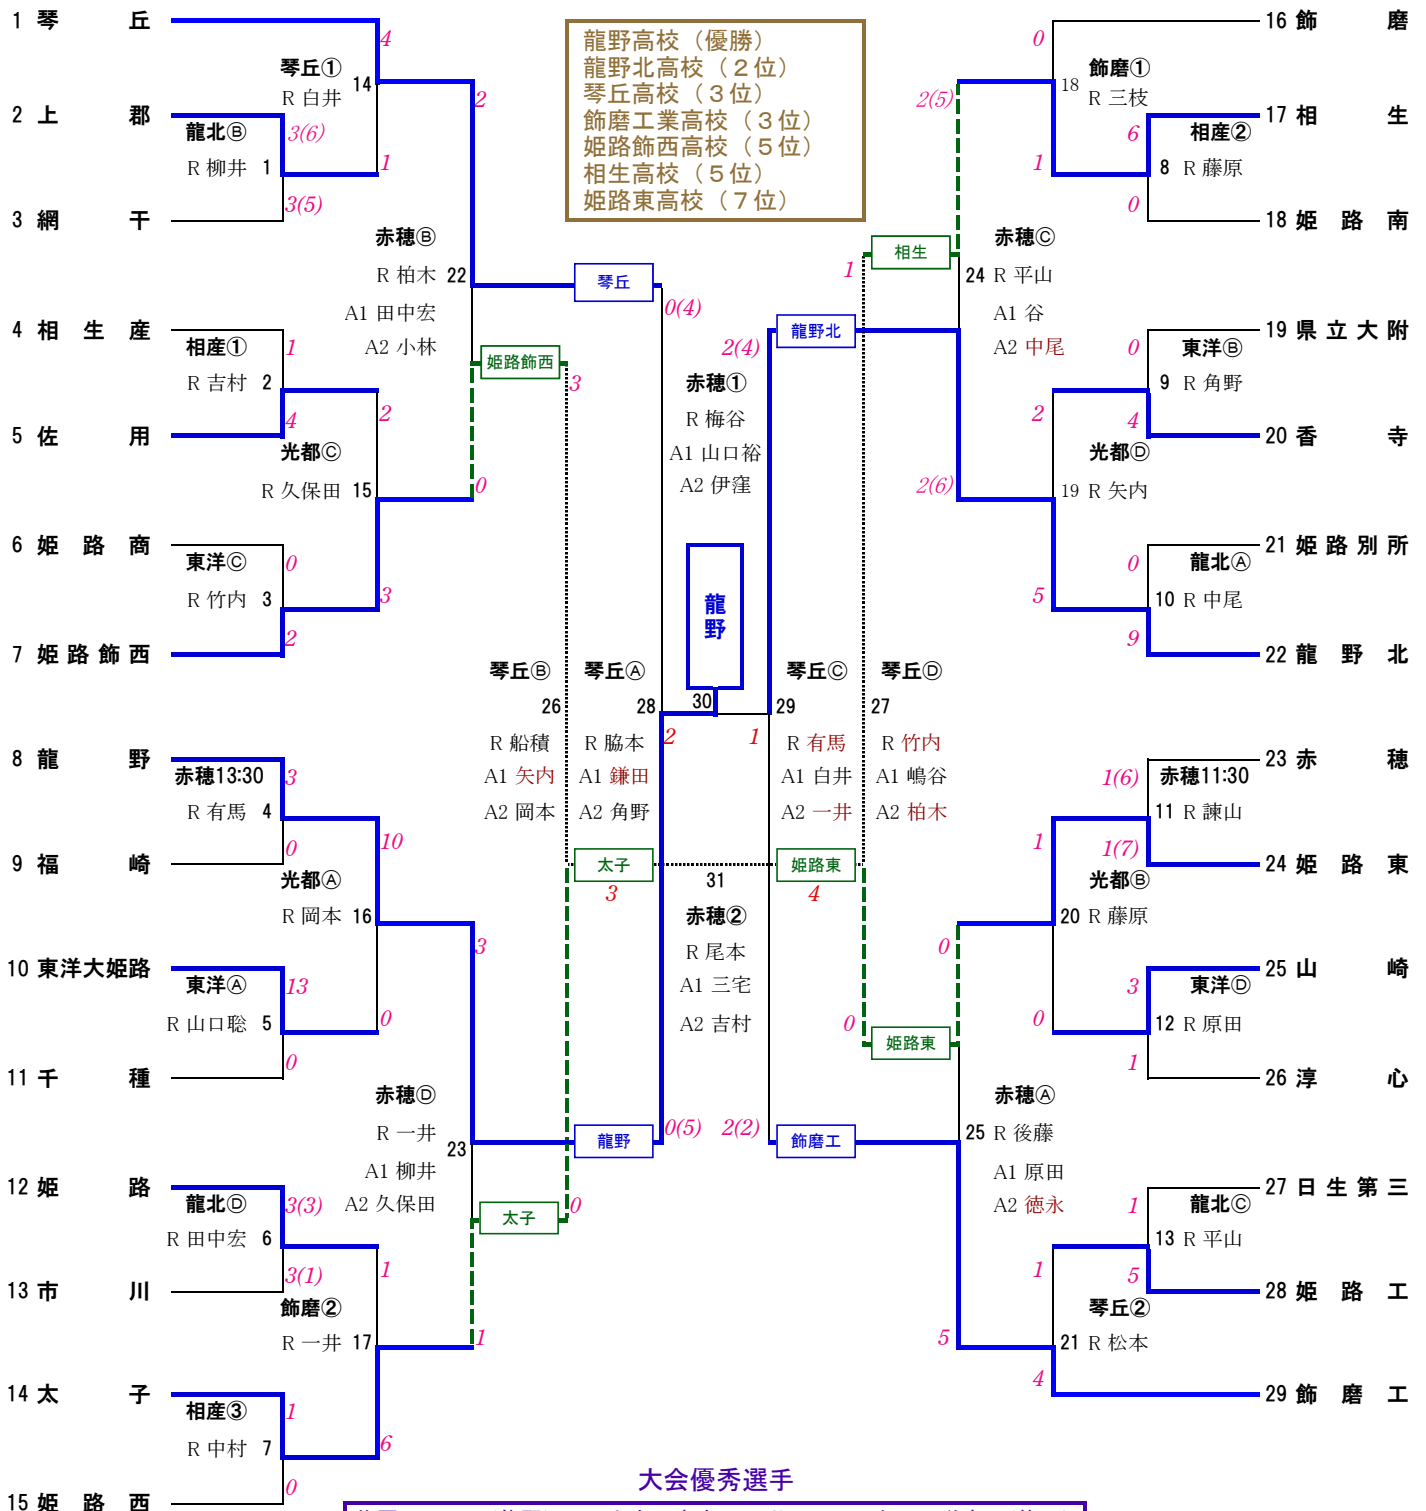 1 琴丘
2 上郡
3 網干
4 相生産
5 佐用
6 姫路商
7 姫路飾西
8 龍野
9 福崎
10 東洋大姫路
11 千種
12 姫路
13 市川
14 太子
15 姫路西
琴丘①
R 白井 14
4
1
龍北Ⓑ
R 柳井 1
3(6)
3(5)
相産①
R 吉村 2
1
4
光都Ⓒ
R 久保田 15
2
3
東洋Ⓒ
R 竹内 3
0
2
赤穂Ⓑ
R 柏木 22
A1 田中宏
A2 小林
2
0
赤穂13:30
R 有馬 4
3
0
光都Ⓐ
R 岡本 16
10
0
東洋Ⓐ
R 山口聡 5
13
0
赤穂Ⓓ
R 一井 23
A1 柳井
A2 久保田
3
1
龍北Ⓓ
R 田中宏 6
3(3)
3(1)
飾磨②
R 一井 17
1
6
相産③
R 中村 7
1
0
龍野高校（優勝）
龍野北高校（２位）
琴丘高校（３位）
飾磨工業高校（３位）
姫路飾西高校（５位）
相生高校（５位）
姫路東高校（７位）
琴丘
0(4)
姫路飾西
3
龍野
0(5)
太子
0
琴丘Ⓑ
26
R 船積
A1 矢内
A2 岡本
琴丘Ⓐ
28
R 脇本
A1 鎌田
A2 角野
2
太子
3
赤穂①
R 梅谷
A1 山口裕
A2 伊窪
龍野
30
31
赤穂②
R 尾本
A1 三宅
A2 吉村
琴丘Ⓒ
29
R 有馬
A1 白井
A2 一井
1
姫路東
4
琴丘Ⓓ
27
R 竹内
A1 嶋谷
A2 柏木
相生
1
龍野北
2(4)
姫路東
0
飾磨工
2(2)
飾磨①
18 R 三枝
0
1
相産②
8 R 藤原
6
0
赤穂Ⓒ
24 R 平山
A1 谷
A2 中尾
2(5)
2(6)
東洋Ⓑ
9 R 角野
0
4
光都Ⓓ
19 R 矢内
2
5
龍北Ⓐ
10 R 中尾
0
9
赤穂11:30
11 R 諫山
1(6)
1(7)
光都Ⓑ
20 R 藤原
1
0
東洋Ⓓ
12 R 原田
3
1
赤穂Ⓐ
25 R 後藤
A1 原田
A2 徳永
0
5
龍北Ⓒ
13 R 平山
1
5
琴丘②
21 R 松本
1
4
16 飾磨
17 相生
18 姫路南
19 県立大附
20 香寺
21 姫路別所
22 龍野北
23 赤穂
24 姫路東
25 山崎
26 淳心
27 日生第三
28 姫路工
29 飾磨工
大会優秀選手